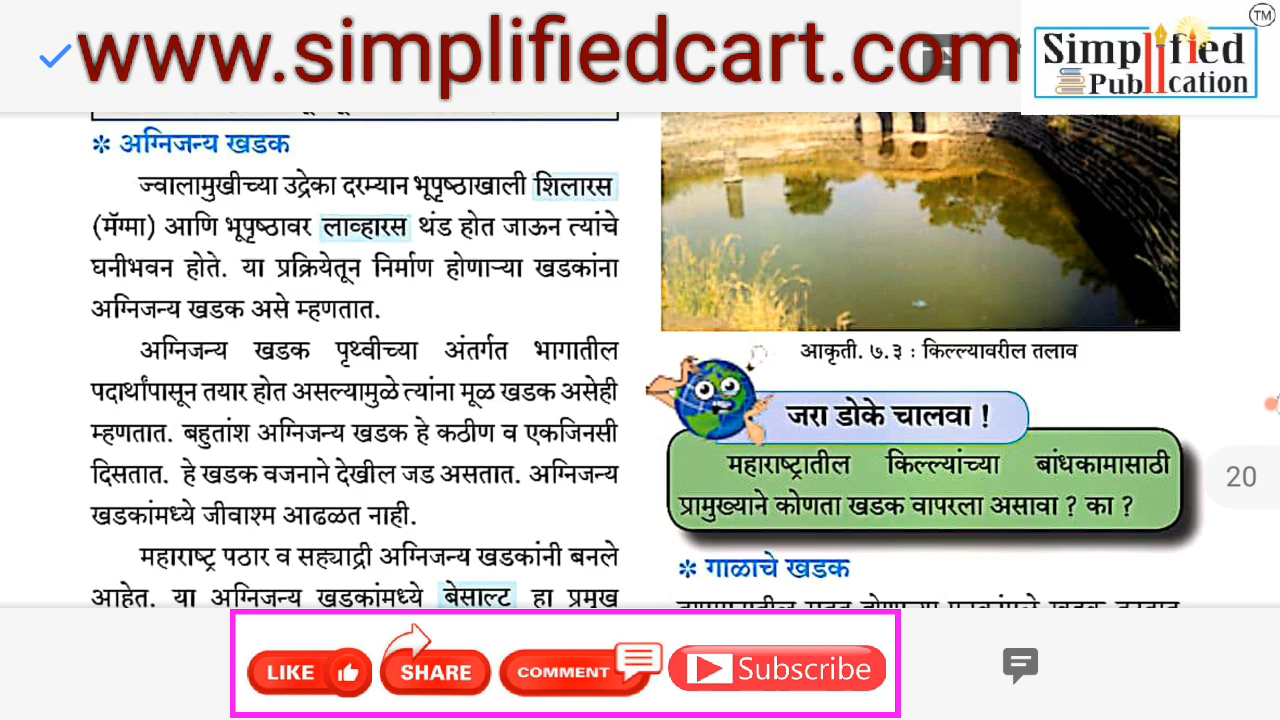 www.simplifiedcart.com
Simplified
Publication
TM
✻ अग्निजन्य खडक
ज्वालामुखीच्या उद्रेका दरम्यान भूपृष्ठाखाली शिलारस
(मॅग्मा) आणि भूपृष्ठावर लाव्हारस थंड होत जाऊन त्यांचे
घनीभवन होते. या प्रक्रियेतून निर्माण होणाऱ्या खडकांना
अग्निजन्य खडक असे म्हणतात.
अग्निजन्य खडक पृथ्वीच्या अंतर्गत भागातील
पदार्थांपासून तयार होत असल्यामुळे त्यांना मूळ खडक असेही
म्हणतात. बहुतांश अग्निजन्य खडक हे कठीण व एकजिनसी
दिसतात. हे खडक वजनाने देखील जड असतात. अग्निजन्य
खडकांमध्ये जीवाश्म आढळत नाही.
महाराष्ट्र पठार व सह्याद्री अग्निजन्य खडकांनी बनले
आहेत. या अग्निजन्य खडकांमध्ये बेसाल्ट हा प्रमुख
आकृती. ७.३ : किल्ल्यावरील तलाव
जरा डोके चालवा !
महाराष्ट्रातील किल्ल्यांच्या बांधकामासाठी
प्रामुख्याने कोणता खडक वापरला असावा ? का ?
✻ गाळाचे खडक
20
LIKE
SHARE
COMMENT
Subscribe